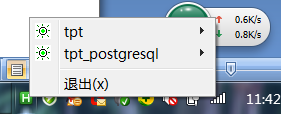 0.6K/s
tpt
0.8K/s
tpt_postgresql
退出(x)
H
11:42